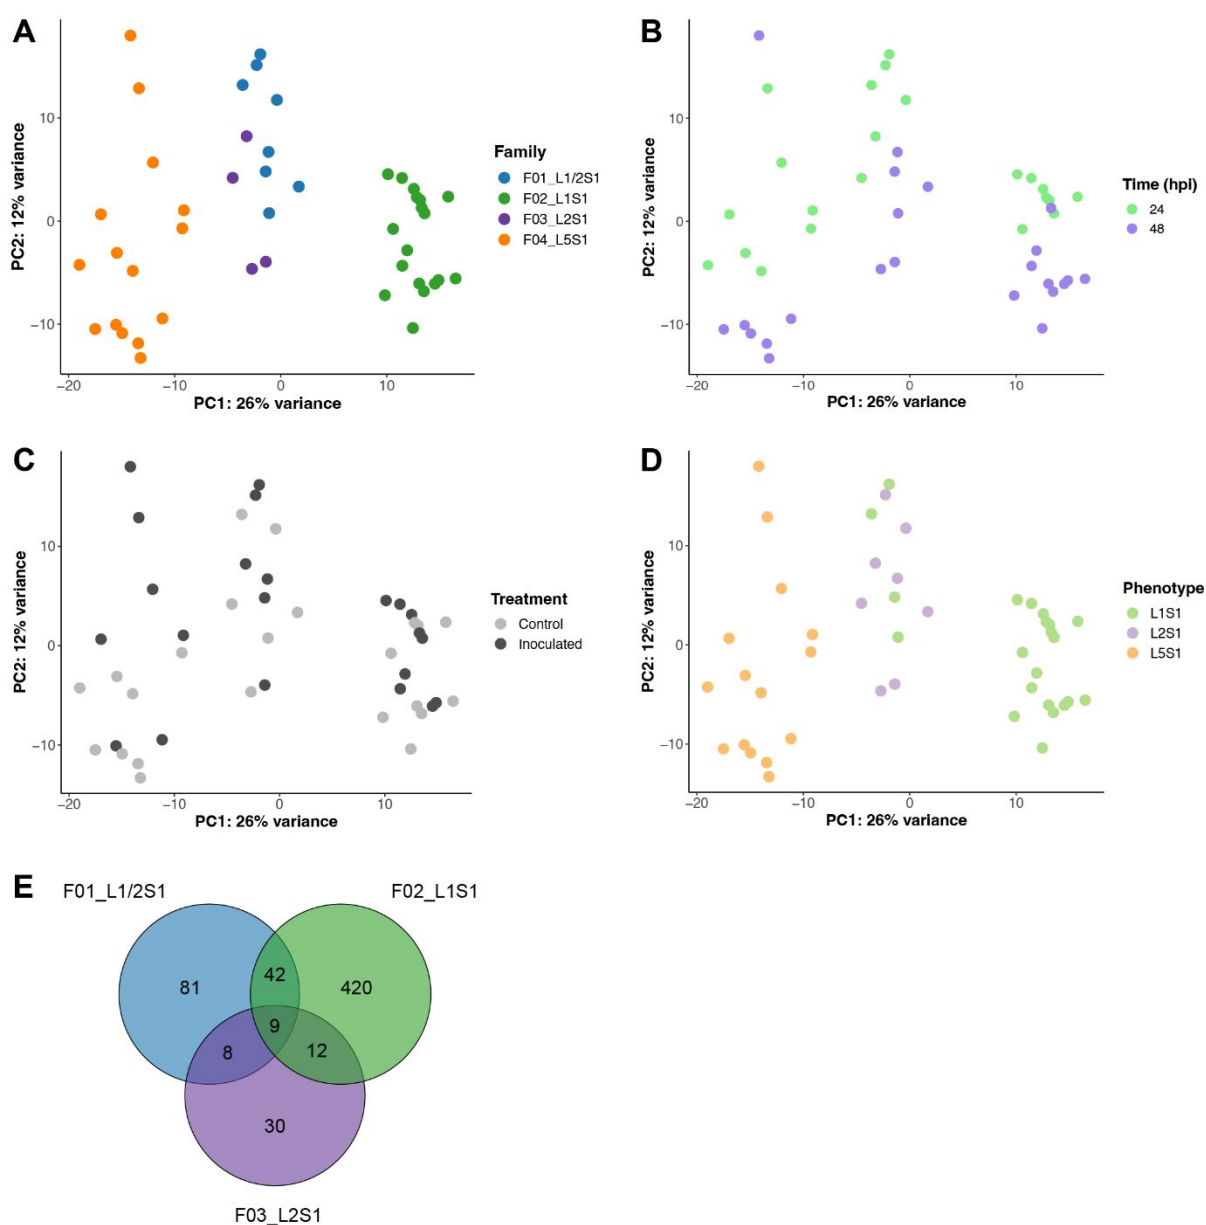 A
PC2: 12% variance
10
0
−10
−20
−10
0
10
PC1: 26% variance
Family
F01_L1/2S1
F02_L1S1
F03_L2S1
F04_L5S1
B
PC2: 12% variance
10
0
−10
−20
−10
0
10
PC1: 26% variance
Time (hpl)
24
48
C
PC2: 12% variance
10
0
−10
−20
−10
0
10
PC1: 26% variance
Treatment
Control
Inoculated
D
PC2: 12% variance
10
0
−10
−20
−10
0
10
PC1: 26% variance
Phenotype
L1S1
L2S1
L5S1
E
F01_L1/2S1
F02_L1S1
81
42
420
9
8
12
30
F03_L2S1